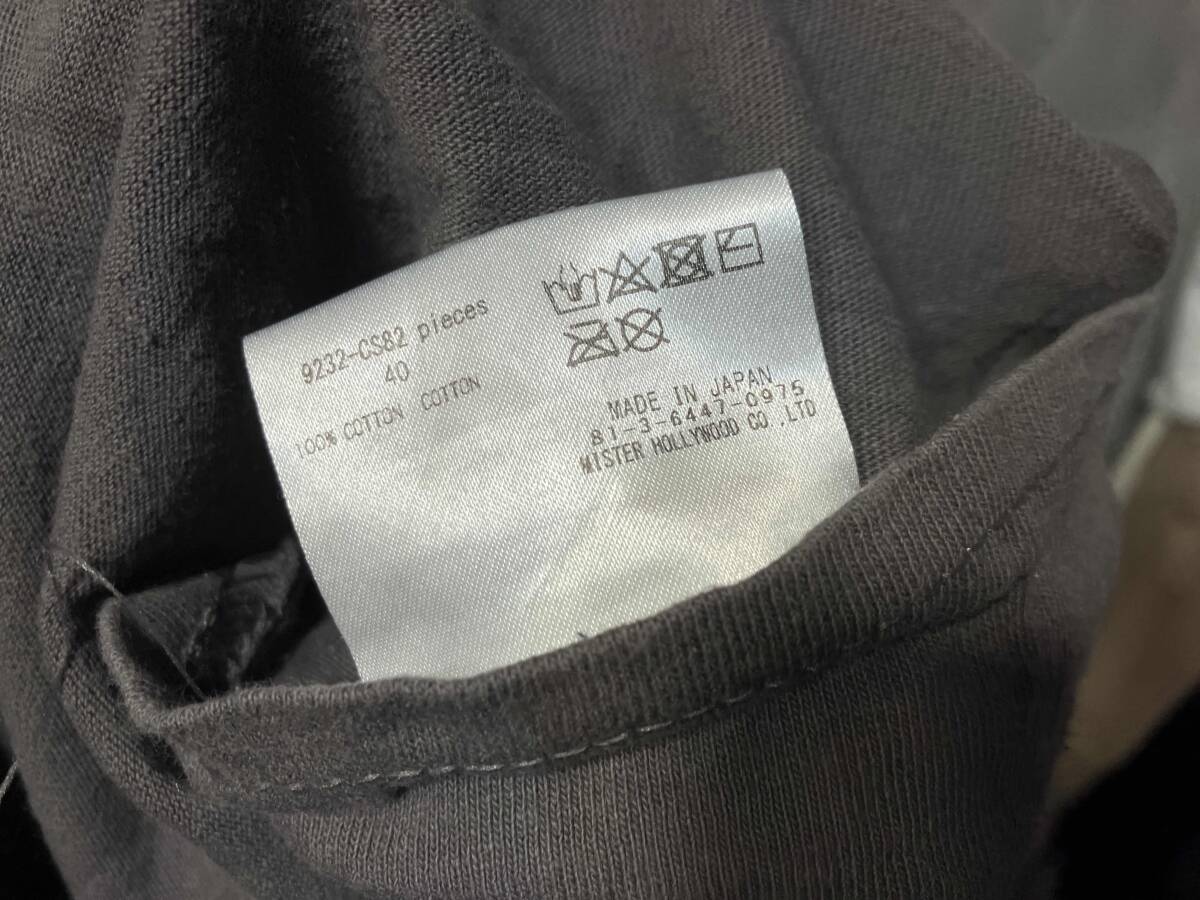 9232-CS82 pieces
40
100% COTTON COTTON
MADE IN JAPAN
81-3-6447-0975
MISTER HOLLYWOOD CO.,LTD